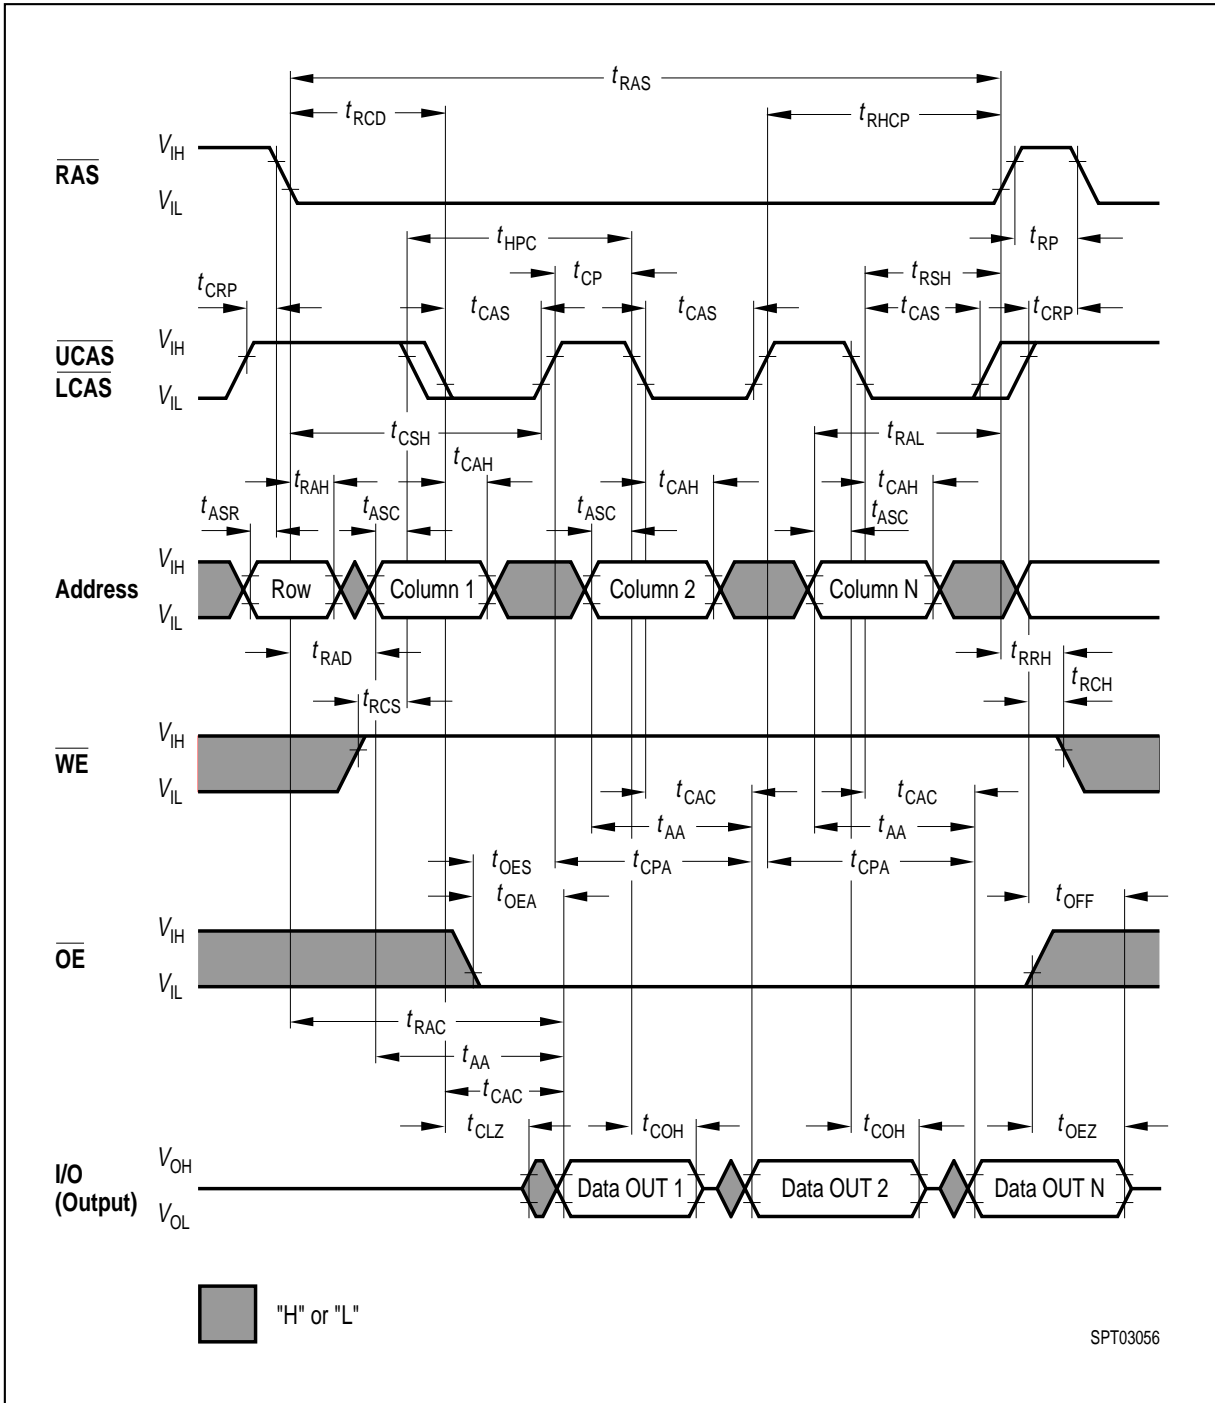 tRAS
tRCD tRHCP
RAS VIH
VIL
tHPC tRP
tCP tRSH
tCRP tCAS tCAS tCAS tCRP
UCAS VIH
LCAS VIL
tCSH tRAL
tRAH tCAH tCAH tCAH
tASR tASC tASC tASC
Address VIH
Row Column 1 Column 2 Column N
VIL
tRAD tRRH
tRCS tRCH
WE VIH
VIL
tCAC tCAC
tAA tAA
tOES tCPA tCPA
tOEA tOFF
OE VIH
VIL
tRAC
tAA
tCAC
tCLZ tCOH tCOH tOEZ
I/O VOH
(Output) Data OUT 1 Data OUT 2 Data OUT N
VOL
"H" or "L"
SPT03056